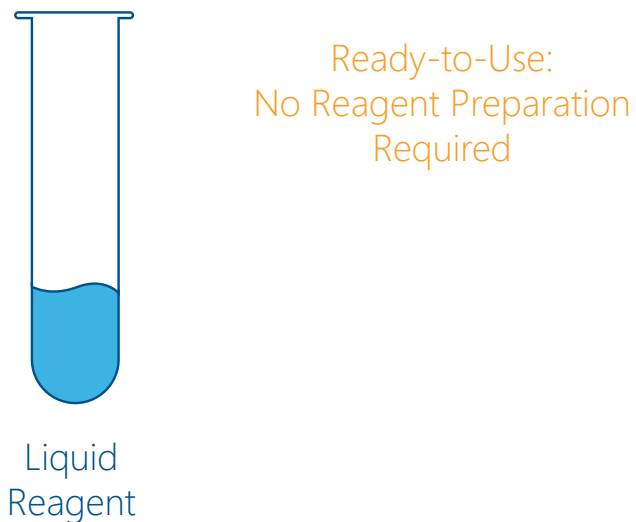 Ready-to-Use:
No Reagent Preparation
Required
Liquid
Reagent